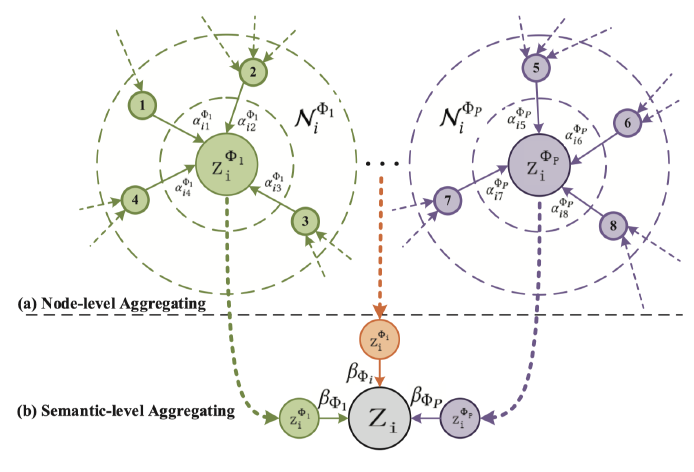 1
2
3
4
α_{i1}^{Φ_1}
α_{i2}^{Φ_1}
α_{i3}^{Φ_1}
α_{i4}^{Φ_1}
Z_i^{Φ_1}
𝒩_i^{Φ_1}
...
5
6
7
8
α_{i5}^{Φ_P}
α_{i6}^{Φ_P}
α_{i7}^{Φ_P}
α_{i8}^{Φ_P}
Z_i^{Φ_P}
𝒩_i^{Φ_P}
(a) Node-level Aggregating
Z_i^{Φ_i}
β_{Φ_i}
(b) Semantic-level Aggregating
Z_i^{Φ_1}
β_{Φ_1}
Z_i
β_{Φ_P}
Z_i^{Φ_P}